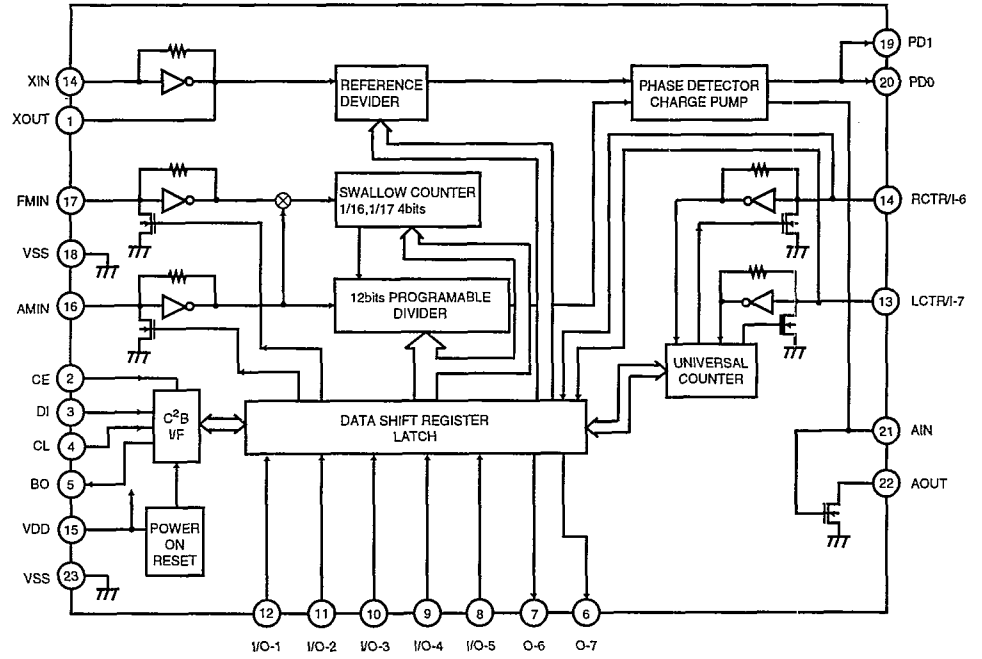 XIN 14
XOUT 1
FMIN 17
VSS 18
AMIN 16
CE 2
DI 3
CL 4
BO 5
VDD 15
VSS 23
REFERENCE
DEVIDER
PHASE DETECTOR
CHARGE PUMP
SWALLOW COUNTER
1/16,1/17 4bits
12bits PROGRAMABLE
DIVIDER
UNIVERSAL
COUNTER
C²B
I/F
DATA SHIFT REGISTER
LATCH
POWER
ON
RESET
19 PD1
20 PD0
14 RCTR/I-6
13 LCTR/I-7
21 AIN
22 AOUT
12 11 10 9 8 7 6
I/O-1 I/O-2 I/O-3 I/O-4 I/O-5 O-6 O-7